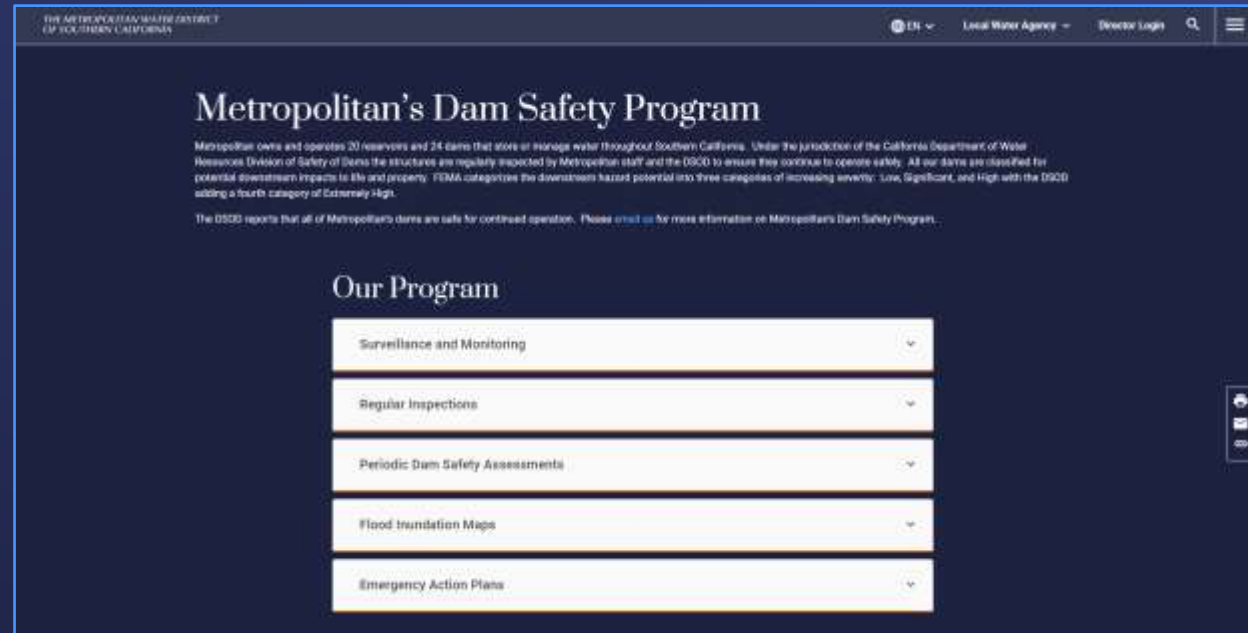 THE METROPOLITAN WATER DISTRICT
OF SOUTHERN CALIFORNIA
EN
Local Water Agency
Director Login
Metropolitan's Dam Safety Program
Metropolitan owns and operates 20 reservoirs and 24 dams that store or manage water throughout Southern California. Under the jurisdiction of the California Department of Water
Resources Division of Safety of Dams the structures are regularly inspected by Metropolitan staff and the DSOD to ensure they continue to operate safely. All our dams are classified for
potential downstream impacts to life and property. FEMA categorizes the downstream hazard potential into three categories of increasing severity: Low, Significant, and High with the DSOD
adding a fourth category of Extremely High.
The DSOD reports that all of Metropolitan's dams are safe for continued operation. Please email us for more information on Metropolitan's Dam Safety Program.
Our Program
Surveillance and Monitoring
Regular Inspections
Periodic Dam Safety Assessments
Flood Inundation Maps
Emergency Action Plans